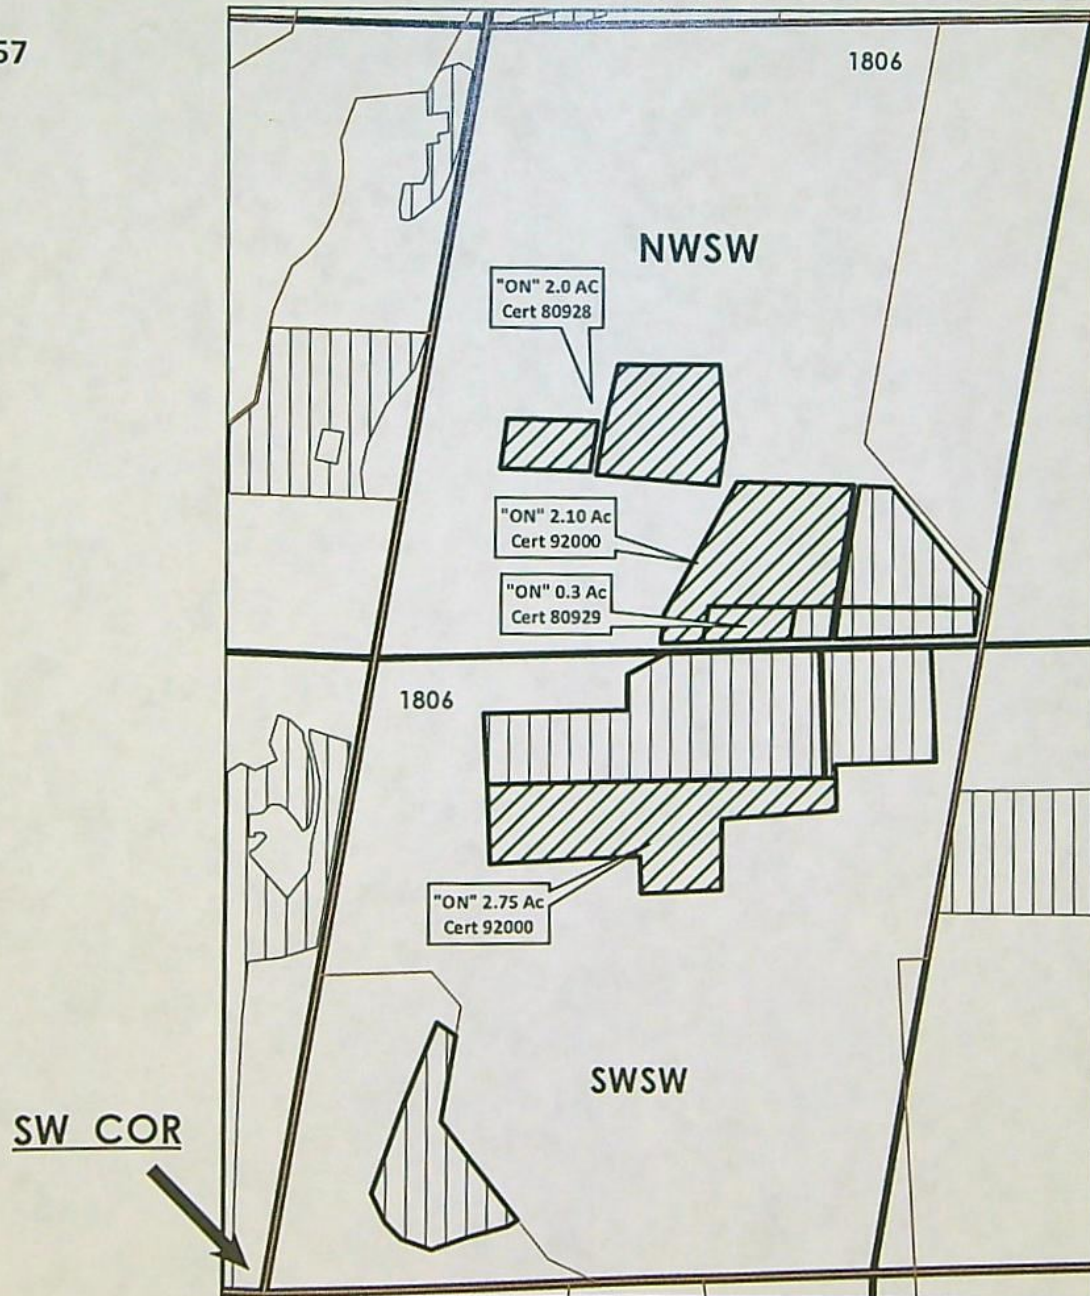 57
1806
NWSW
"ON" 2.0 AC
Cert 80928
"ON" 2.10 Ac
Cert 92000
"ON" 0.3 Ac
Cert 80929
1806
"ON" 2.75 Ac
Cert 92000
SWSW
SW COR